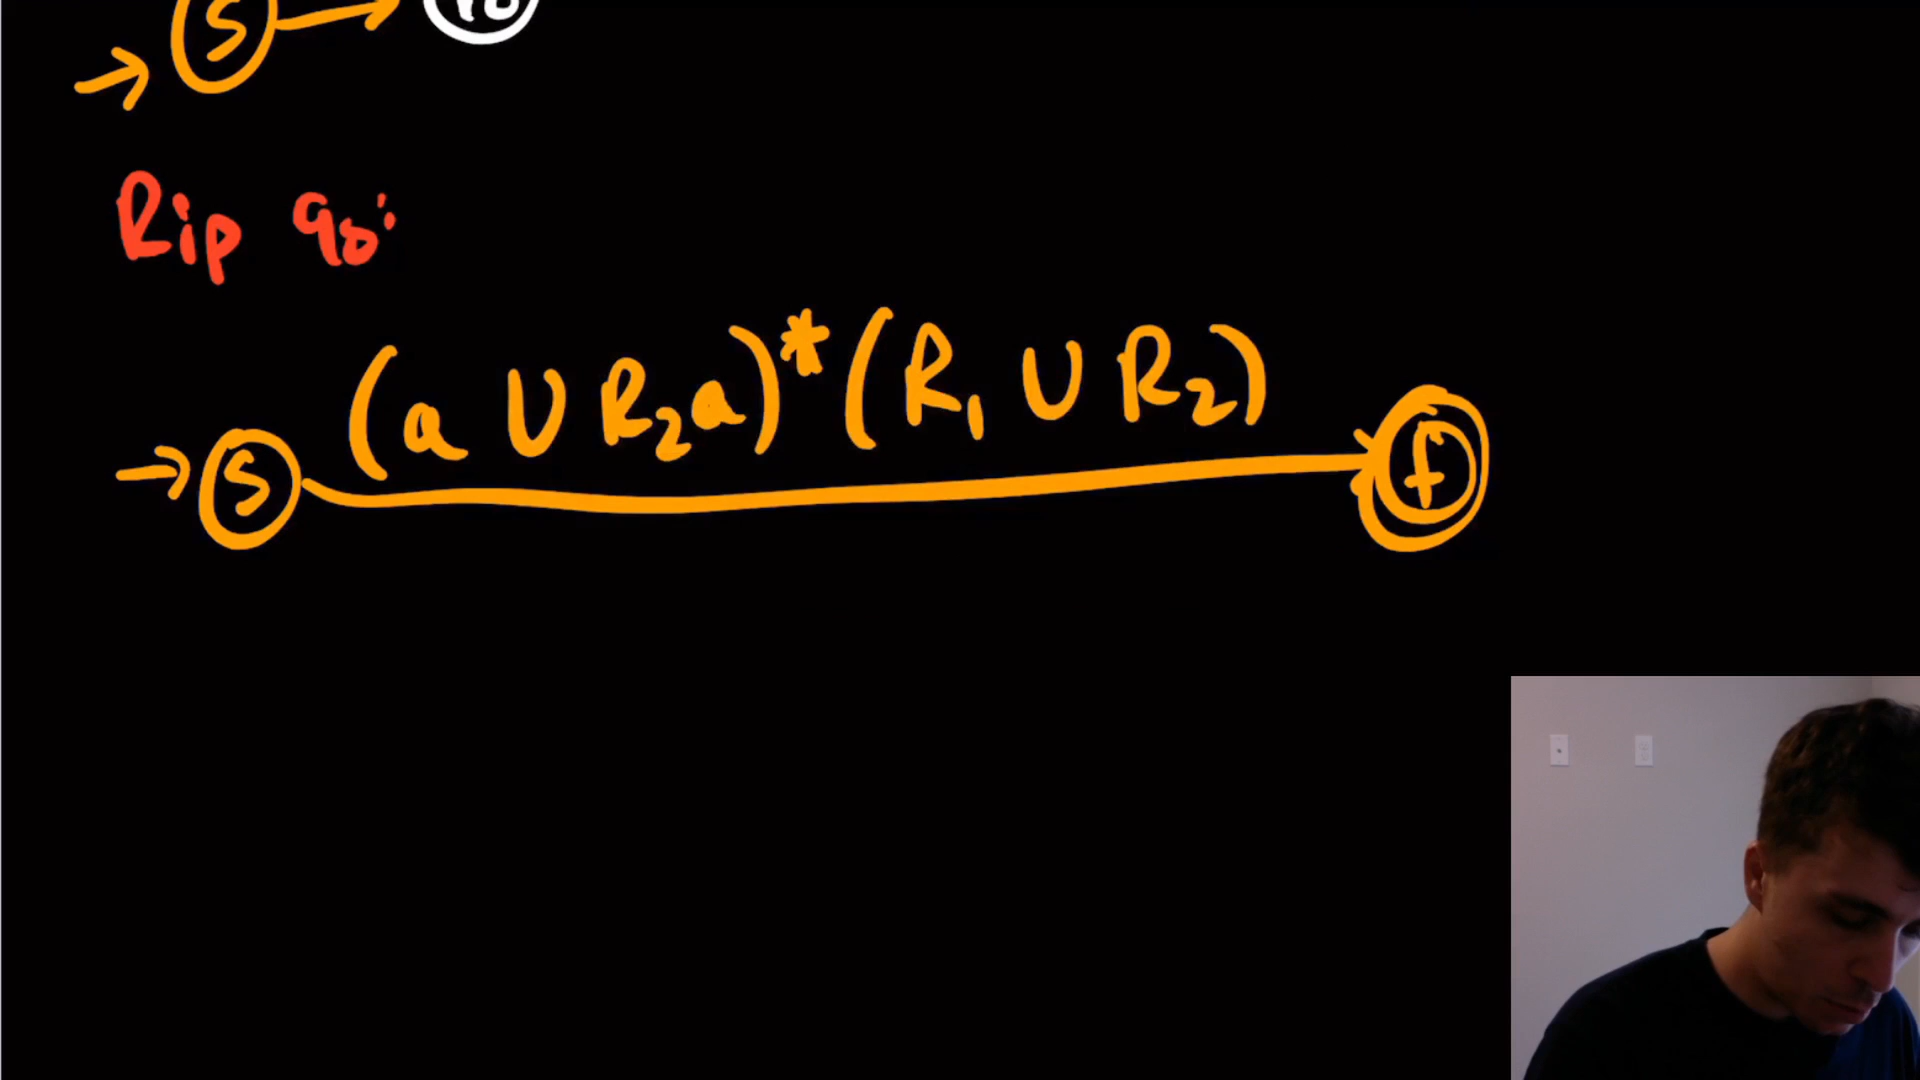 S
Rip q₀:
(a ∪ R₂a)*(R₁ ∪ R₂)
→ S f